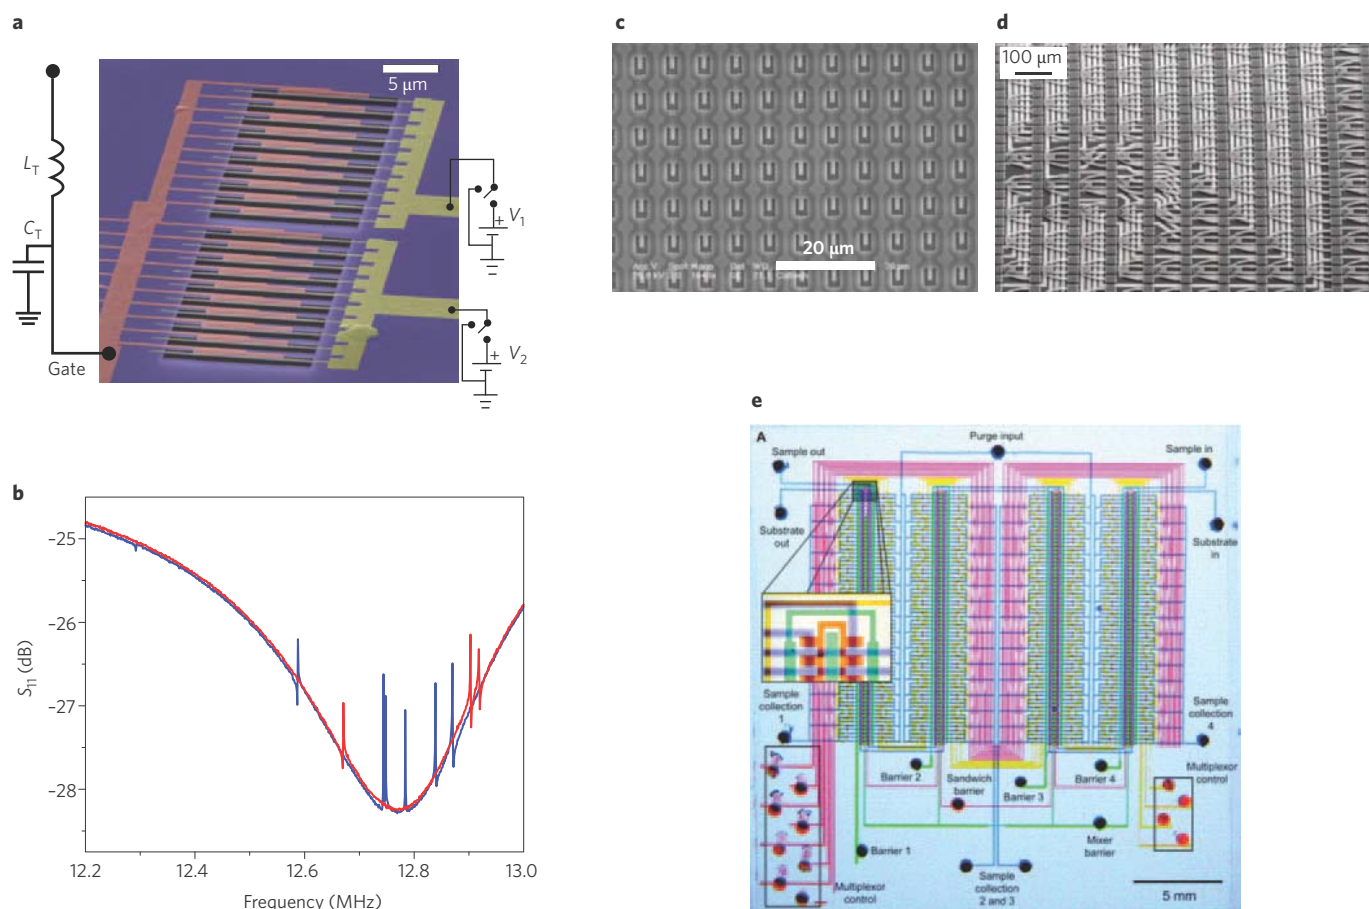 a
5 μm
L_T
C_T
Gate
+ V_1
+ V_2
b
S_11 (dB)
−25
−26
−27
−28
12.2 12.4 12.6 12.8 13.0
Frequency (MHz)
c
20 μm
d
100 μm
e
A
Purge input
Sample out
Sample in
Substrate
out
Substrate
in
Sample
collection
1
Sample
collection
4
Barrier 2
Sandwich
barrier
Barrier 3
Barrier 4
Multiplexor
control
Mixer
barrier
Barrier 1
Multiplexor
control
Sample
collection
2 and 3
5 mm